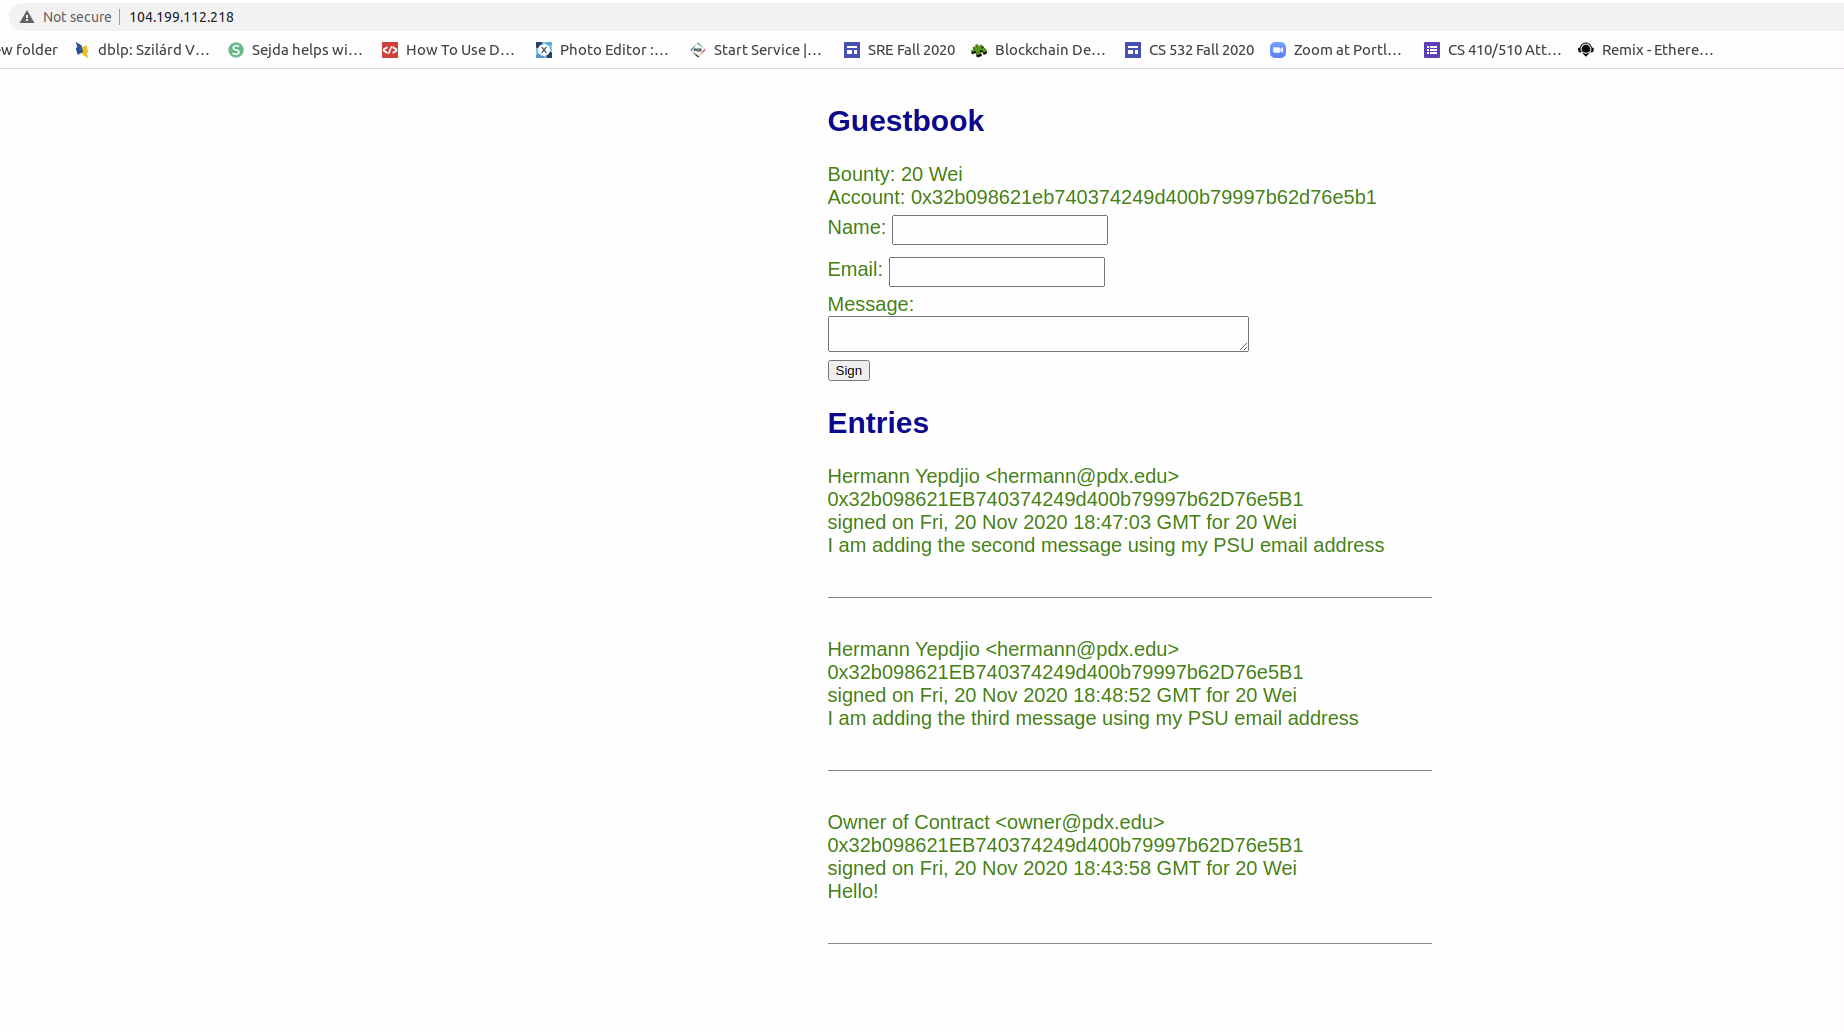 Not secure 104.199.112.218
w folder dblp: Szilárd V... Sejda helps wi... How To Use D... Photo Editor :... Start Service |... SRE Fall 2020 Blockchain De... CS 532 Fall 2020 Zoom at Portl... CS 410/510 Att... Remix - Ethere...
Guestbook
Bounty: 20 Wei
Account: 0x32b098621eb740374249d400b79997b62d76e5b1
Name:
Email:
Message:
Sign
Entries
Hermann Yepdjio <hermann@pdx.edu>
0x32b098621EB740374249d400b79997b62D76e5B1
signed on Fri, 20 Nov 2020 18:47:03 GMT for 20 Wei
I am adding the second message using my PSU email address
Hermann Yepdjio <hermann@pdx.edu>
0x32b098621EB740374249d400b79997b62D76e5B1
signed on Fri, 20 Nov 2020 18:48:52 GMT for 20 Wei
I am adding the third message using my PSU email address
Owner of Contract <owner@pdx.edu>
0x32b098621EB740374249d400b79997b62D76e5B1
signed on Fri, 20 Nov 2020 18:43:58 GMT for 20 Wei
Hello!